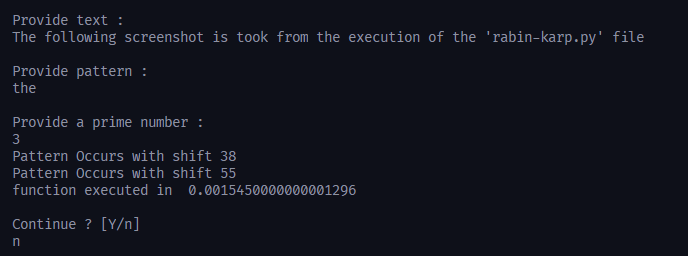 Provide text :
The following screenshot is took from the execution of the 'rabin-karp.py' file
Provide pattern :
the
Provide a prime number :
3
Pattern Occurs with shift 38
Pattern Occurs with shift 55
function executed in  0.0015450000000001296
Continue ? [Y/n]
n